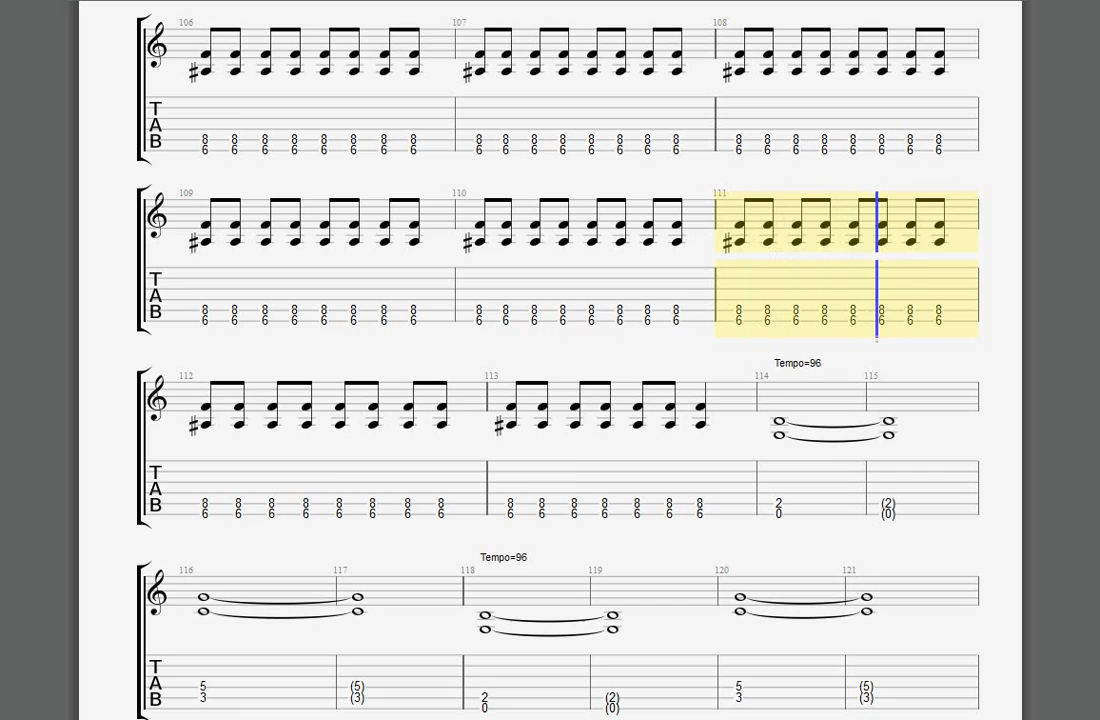 106 107 108
T
A
B
8 8 8 8 8 8 8 8 8 8 8 8 8 8 8 8 8 8 8 8 8 8 8 8
6 6 6 6 6 6 6 6 6 6 6 6 6 6 6 6 6 6 6 6 6 6 6 6
109 110 111
T
A
B
8 8 8 8 8 8 8 8 8 8 8 8 8 8 8 8 8 8 8 8 8 8 8 8
6 6 6 6 6 6 6 6 6 6 6 6 6 6 6 6 6 6 6 6 6 6 6 6
Tempo=96
112 113 114 115
T
A
B
8 8 8 8 8 8 8 8 8 8 8 8 8 8 8 2 (2)
6 6 6 6 6 6 6 6 6 6 6 6 6 6 6 0 (0)
Tempo=96
116 117 118 119 120 121
T
A
B
5 (5) 5 (5)
3 (3) 2 (2) 3 (3)
0 (0)